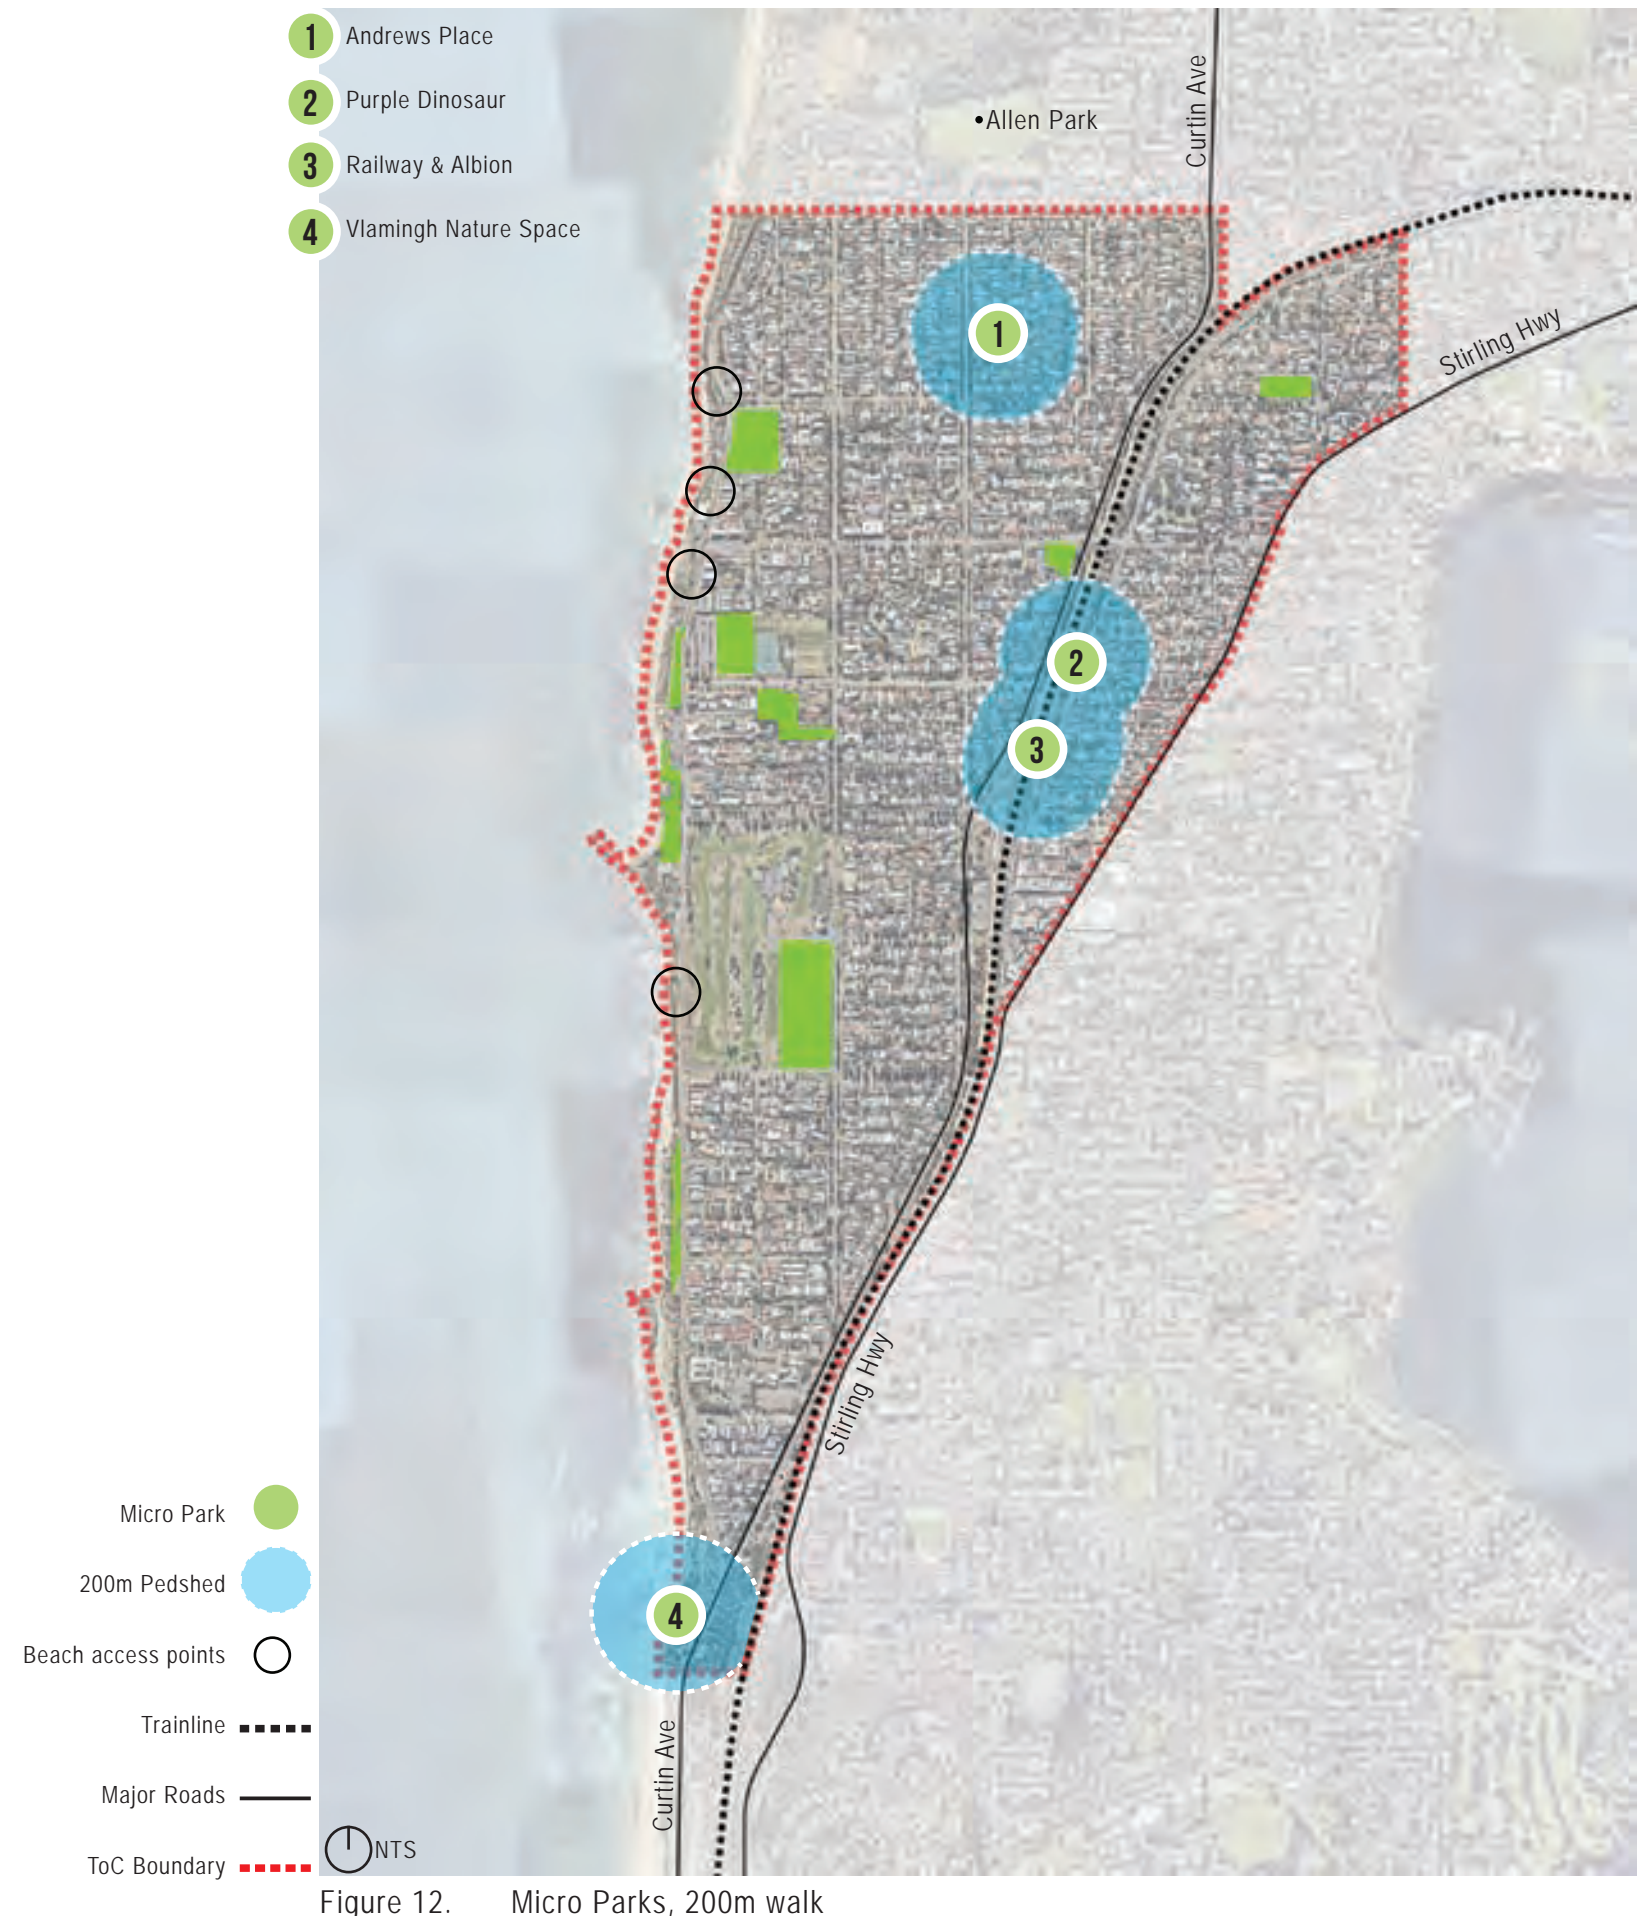 1 Andrews Place
2 Purple Dinosaur
3 Railway & Albion
4 Vlamingh Nature Space
•Allen Park
Curtin Ave
Stirling Hwy
1
2
3
Stirling Hwy
4
Curtin Ave
Micro Park
200m Pedshed
Beach access points
Trainline
Major Roads
ToC Boundary
NTS
Figure 12. Micro Parks, 200m walk